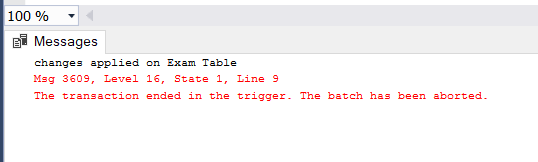 100 %
Messages
changes applied on Exam Table
Msg 3609, Level 16, State 1, Line 9
The transaction ended in the trigger. The batch has been aborted.